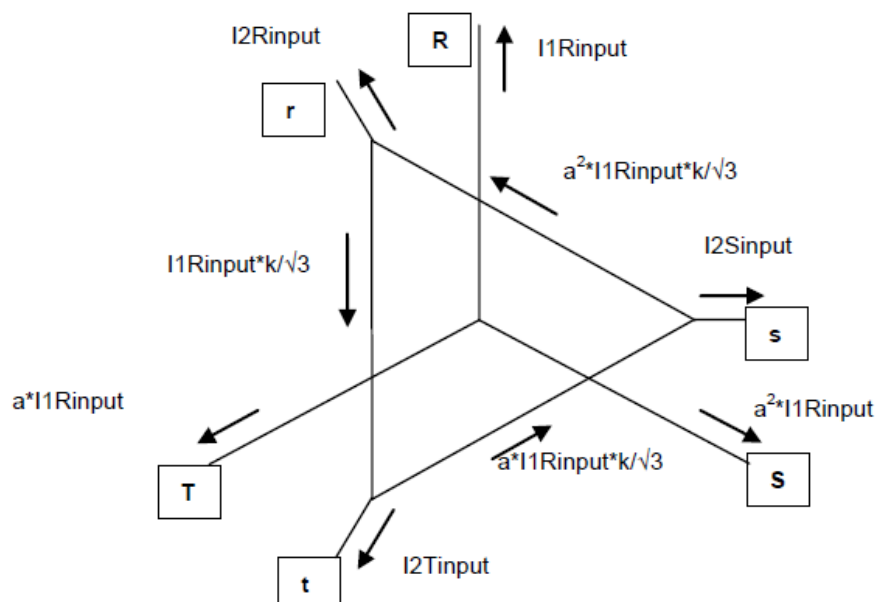 I2Rinput
R
I1Rinput
r
a²*I1Rinput*k/√3
I1Rinput*k/√3
I2Sinput
s
a*I1Rinput
a²*I1Rinput
a*I1Rinput*k/√3
T
S
I2Tinput
t